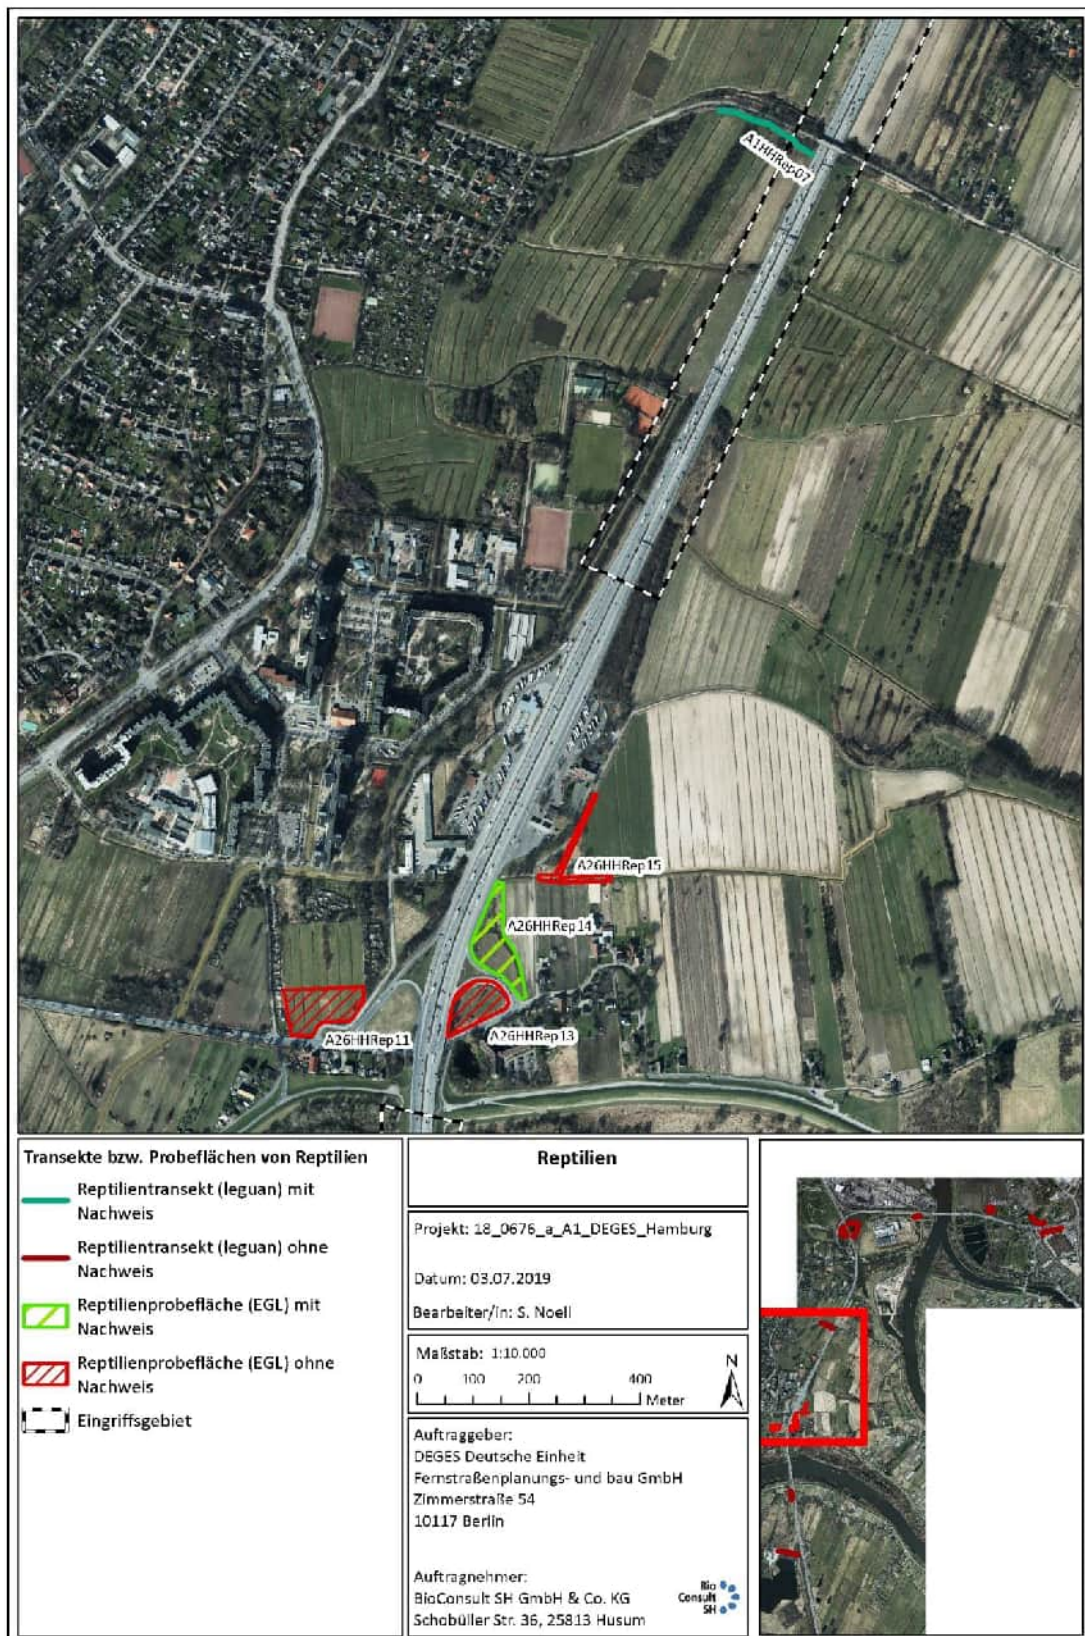 A1HHRep07
A26HHRep15
A26HHRep14
A26HHRep13
A26HHRep11
Transekte bzw. Probeflächen von Reptilien
Reptilientransekt (leguan) mit
Nachweis
Reptilientransekt (leguan) ohne
Nachweis
Reptilienprobefläche (EGL) mit
Nachweis
Reptilienprobefläche (EGL) ohne
Nachweis
Eingriffsgebiet
Reptilien
Projekt: 18_0676_a_A1_DEGES_Hamburg
Datum: 03.07.2019
Bearbeiter/in: S. Noell
Maßstab: 1:10.000
0 100 200 400
Meter
N
Auftraggeber:
DEGES Deutsche Einheit
Fernstraßenplanungs- und bau GmbH
Zimmerstraße 54
10117 Berlin
Auftragnehmer:
BioConsult SH GmbH & Co. KG
Schobüller Str. 36, 25813 Husum
Bio
Consult
SH